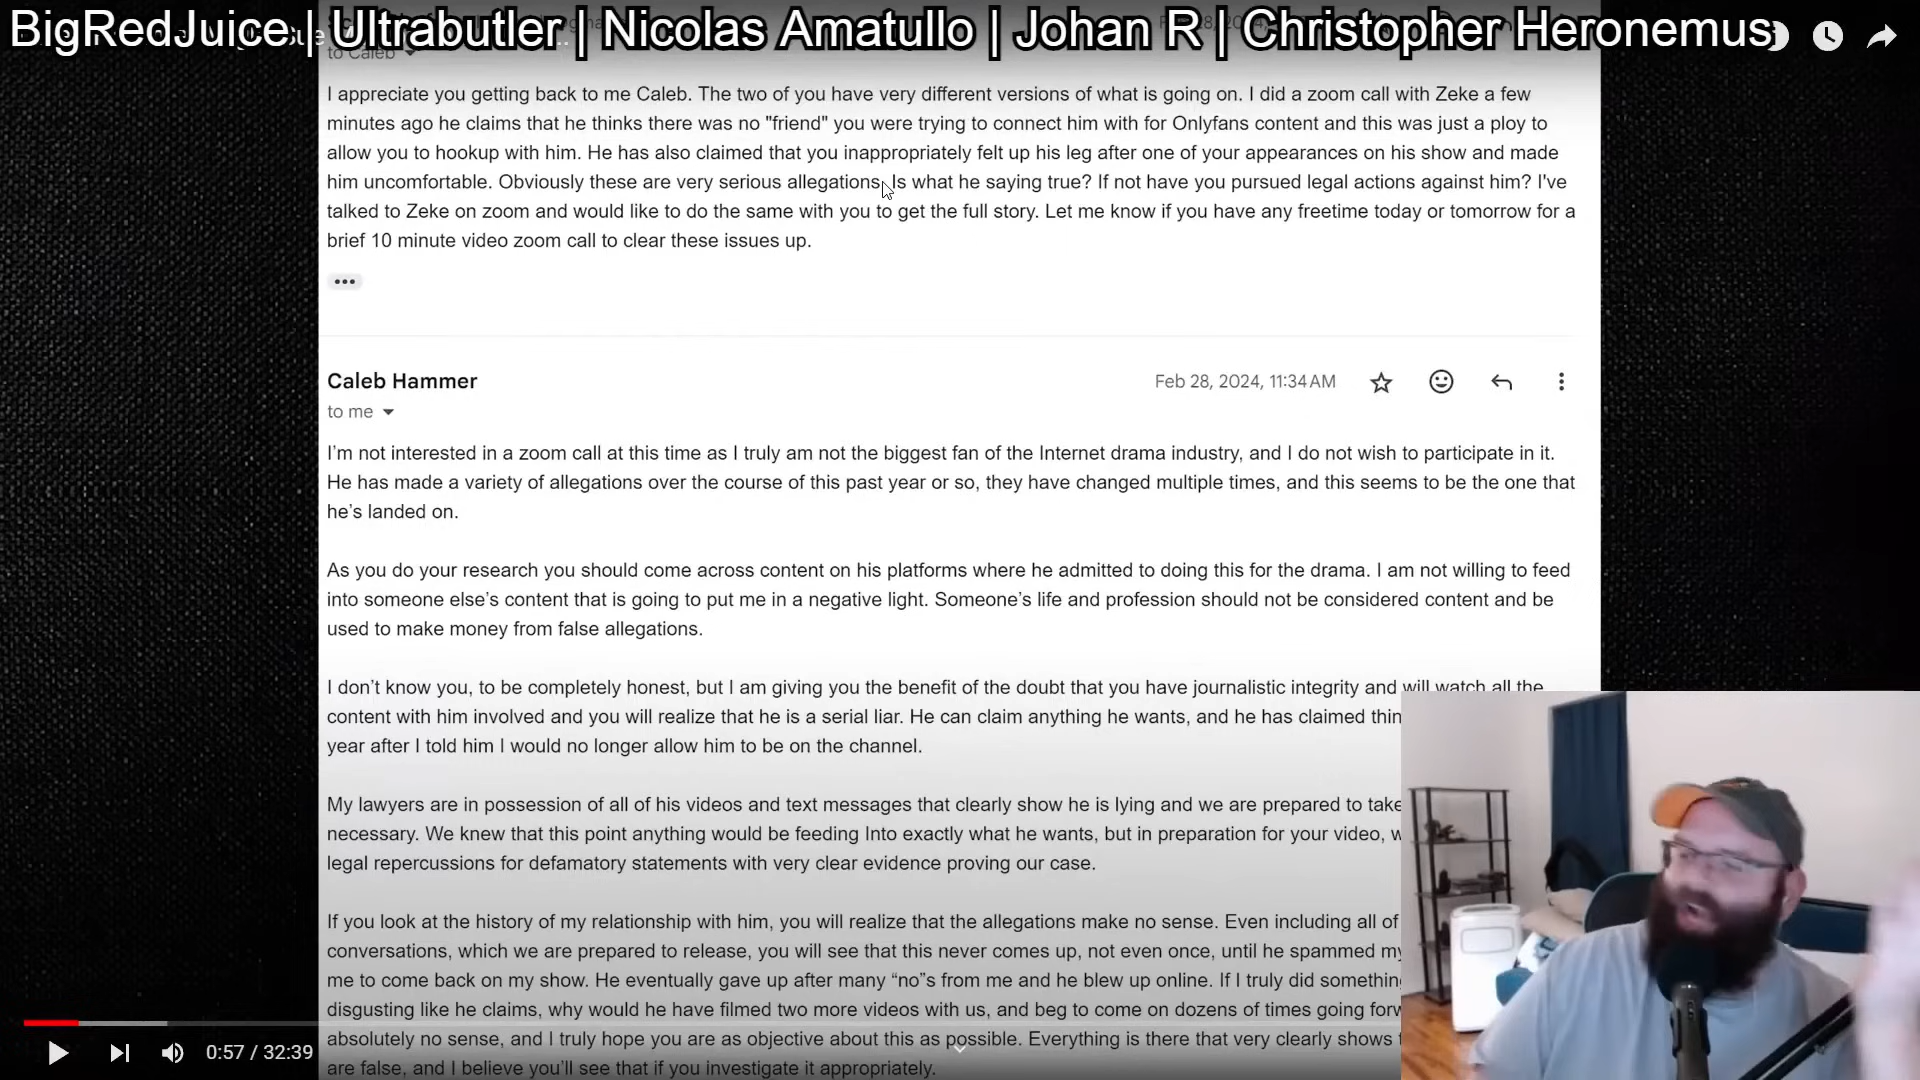 BigRedJuice | Ultrabutler | Nicolas Amatullo | Johan R | Christopher Heronemus
to Caleb
I appreciate you getting back to me Caleb. The two of you have very different versions of what is going on. I did a zoom call with Zeke a few
minutes ago he claims that he thinks there was no "friend" you were trying to connect him with for Onlyfans content and this was just a ploy to
allow you to hookup with him. He has also claimed that you inappropriately felt up his leg after one of your appearances on his show and made
him uncomfortable. Obviously these are very serious allegations. Is what he saying true? If not have you pursued legal actions against him? I've
talked to Zeke on zoom and would like to do the same with you to get the full story. Let me know if you have any freetime today or tomorrow for a
brief 10 minute video zoom call to clear these issues up.
Caleb Hammer
Feb 28, 2024, 11:34 AM
to me
I’m not interested in a zoom call at this time as I truly am not the biggest fan of the Internet drama industry, and I do not wish to participate in it.
He has made a variety of allegations over the course of this past year or so, they have changed multiple times, and this seems to be the one that
he’s landed on.
As you do your research you should come across content on his platforms where he admitted to doing this for the drama. I am not willing to feed
into someone else’s content that is going to put me in a negative light. Someone’s life and profession should not be considered content and be
used to make money from false allegations.
I don’t know you, to be completely honest, but I am giving you the benefit of the doubt that you have journalistic integrity and will watch all the
content with him involved and you will realize that he is a serial liar. He can claim anything he wants, and he has claimed
year after I told him I would no longer allow him to be on the channel.
My lawyers are in possession of all of his videos and text messages that clearly show he is lying and we are prepared to take
necessary. We knew that this point anything would be feeding Into exactly what he wants, but in preparation for your video,
legal repercussions for defamatory statements with very clear evidence proving our case.
If you look at the history of my relationship with him, you will realize that the allegations make no sense. Even including all of
conversations, which we are prepared to release, you will see that this never comes up, not even once, until he spammed
me to come back on my show. He eventually gave up after many “no”s from me and he blew up online. If I truly did
disgusting like he claims, why would he have filmed two more videos with us, and beg to come on dozens of times going
absolutely no sense, and I truly hope you are as objective about this as possible. Everything is there that very clearly shows
are false, and I believe you’ll see that if you investigate it appropriately.
0:57 / 32:39